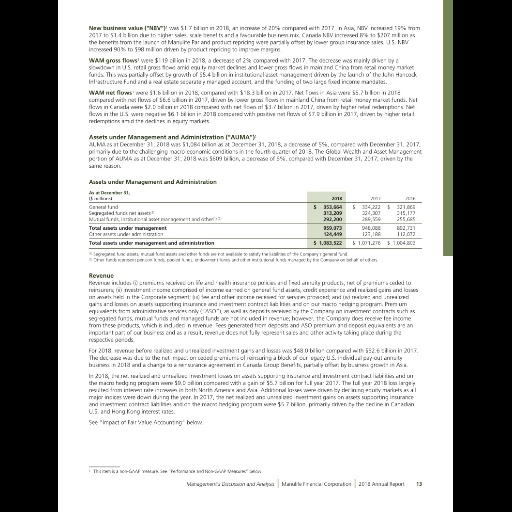 New business value ("NBV")¹ was $1.7 billion in 2018, an increase of 20% compared with 2017. In Asia, NBV increased 19% from
2017 to $1.4 billion due to higher sales, scale benefits and a favourable business mix. Canada NBV increased 8% to $207 million as
the benefits from the launch of Manulife Par and product repricing were partially offset by lower group insurance sales. U.S. NBV
increased 90% to $98 million driven by product repricing to improve margins.
WAM gross flows¹ were $119 billion in 2018, a decrease of 2% compared with 2017. The decrease was mainly driven by a
slowdown in U.S. retail gross flows amid equity market declines and lower gross flows in mainland China from retail money market
funds. This was partially offset by growth of $5.4 billion in institutional asset management driven by the launch of the John Hancock
Infrastructure Fund and a real estate separately managed account, and the funding of two large fixed income mandates.
WAM net flows¹ were $1.6 billion in 2018, compared with $18.3 billion in 2017. Net flows in Asia were $5.7 billion in 2018
compared with net flows of $6.6 billion in 2017, driven by lower gross flows in mainland China from retail money market funds. Net
flows in Canada were $2.0 billion in 2018 compared with net flows of $3.7 billion in 2017, driven by higher retail redemptions. Net
flows in the U.S. were negative $6.1 billion in 2018 compared with positive net flows of $7.9 billion in 2017, driven by higher retail
redemptions amid the declines in equity markets.
Assets under Management and Administration ("AUMA")¹
AUMA as at December 31, 2018 was $1,084 billion as at December 31, 2018, a decrease of 5%, compared with December 31, 2017,
primarily due to the challenging macro-economic conditions in the fourth quarter of 2018. The Global Wealth and Asset Management
portion of AUMA as at December 31, 2018 was $609 billion, a decrease of 6%, compared with December 31, 2017, driven by the
same reason.
Assets under Management and Administration
As at December 31,
($ millions) 2018 2017 2016
General fund $ 353,664 $ 334,222 $ 321,869
Segregated funds net assets⁽¹⁾ 313,209 324,307 315,177
Mutual funds, institutional asset management and other⁽¹⁾,⁽²⁾ 292,200 289,559 255,685
Total assets under management 959,073 948,088 892,731
Other assets under administration 124,449 123,188 112,072
Total assets under management and administration $ 1,083,522 $ 1,071,276 $ 1,004,803
⁽¹⁾ Segregated fund assets, mutual fund assets and other funds are not available to satisfy the liabilities of the Company's general fund.
⁽²⁾ Other funds represent pension funds, pooled funds, endowment funds and other institutional funds managed by the Company on behalf of others.
Revenue
Revenue includes (i) premiums received on life and health insurance policies and fixed annuity products, net of premiums ceded to
reinsurers; (ii) investment income comprised of income earned on general fund assets, credit experience and realized gains and losses
on assets held in the Corporate segment; (iii) fee and other income received for services provided; and (iv) realized and unrealized
gains and losses on assets supporting insurance and investment contract liabilities and on our macro hedging program. Premium
equivalents from administrative services only ("ASO"), as well as deposits received by the Company on investment contracts such as
segregated funds, mutual funds and managed funds are not included in revenue; however, the Company does receive fee income
from these products, which is included in revenue. Fees generated from deposits and ASO premium and deposit equivalents are an
important part of our business and as a result, revenue does not fully represent sales and other activity taking place during the
respective periods.
For 2018, revenue before realized and unrealized investment gains and losses was $48.0 billion compared with $52.6 billion in 2017.
The decrease was due to the net impact on ceded premiums of reinsuring a block of our legacy U.S. individual pay-out annuity
business in 2018 and a change to a reinsurance agreement in Canada Group Benefits, partially offset by business growth in Asia.
In 2018, the net realized and unrealized investment losses on assets supporting insurance and investment contract liabilities and on
the macro hedging program were $9.0 billion compared with a gain of $5.7 billion for full year 2017. The full year 2018 losses largely
resulted from interest rate increases in both North America and Asia. Additional losses were driven by declining equity markets as all
major indices were down during the year. In 2017, the net realized and unrealized investment gains on assets supporting insurance
and investment contract liabilities and on the macro hedging program were $5.7 billion, primarily driven by the decline in Canadian,
U.S. and Hong Kong interest rates.
See "Impact of Fair Value Accounting" below.
¹ This item is a non-GAAP measure. See "Performance and Non-GAAP Measures" below.
Management's Discussion and Analysis | Manulife Financial Corporation | 2018 Annual Report 13